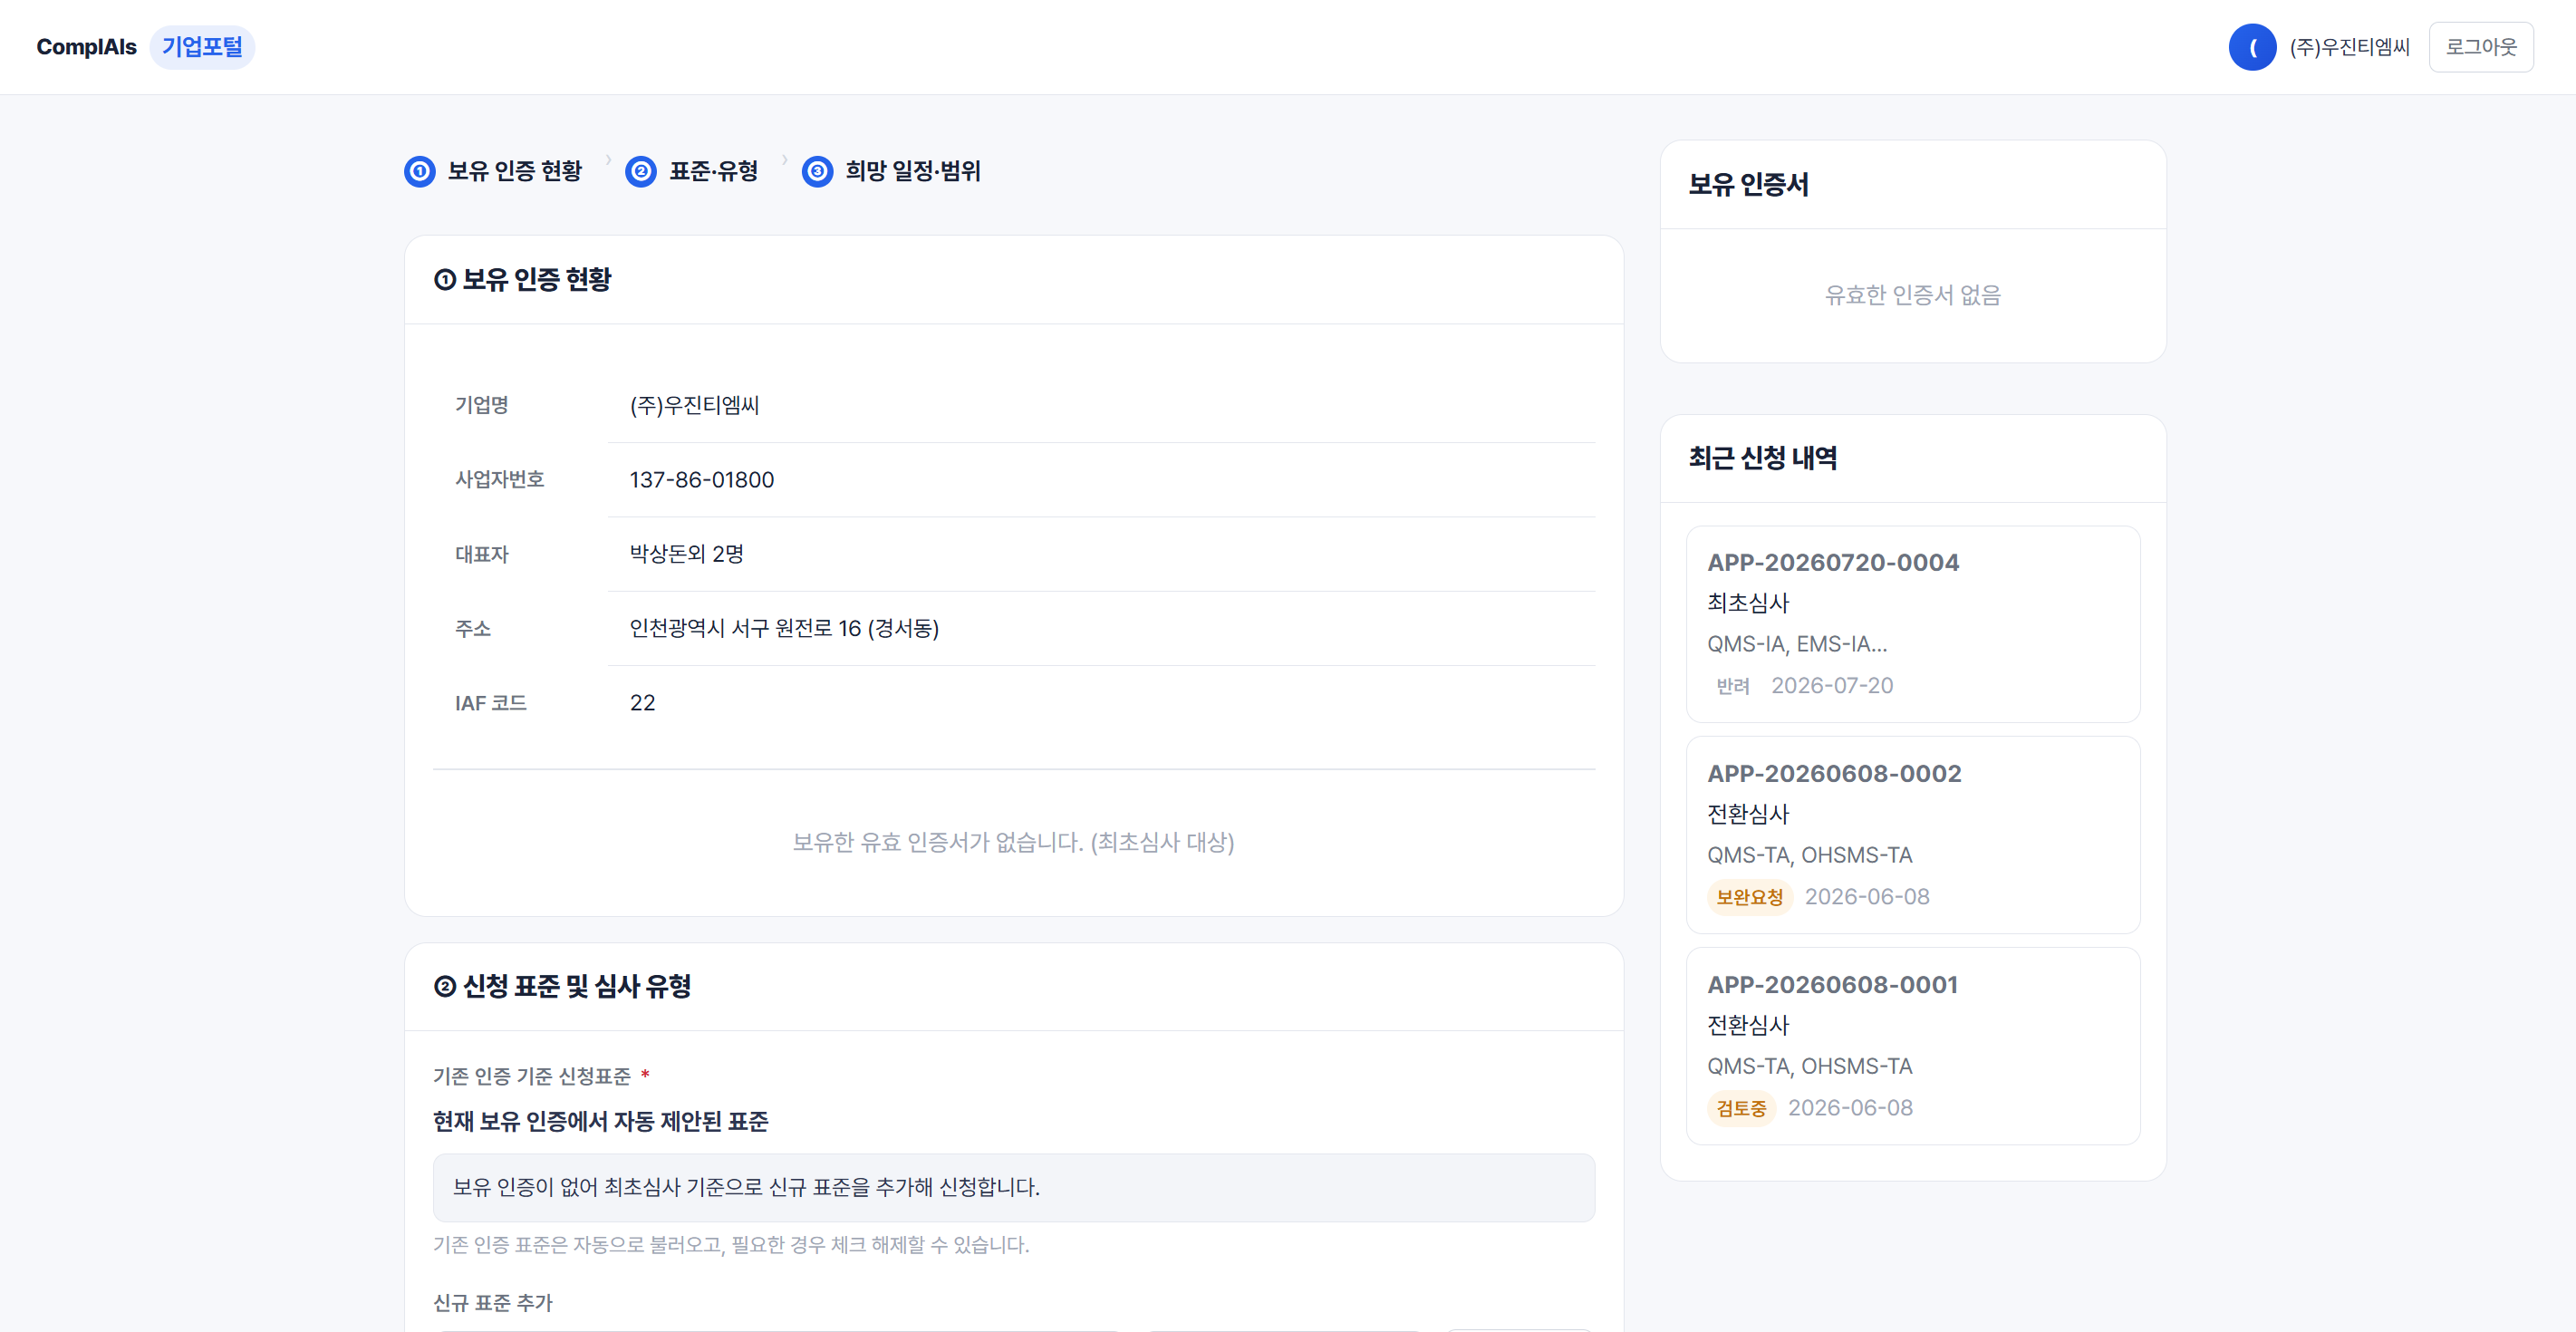 ComplAIs 기업포털
( (주)우진티엠씨 로그아웃
① 보유 인증 현황 › ② 표준·유형 › ③ 희망 일정·범위
① 보유 인증 현황
기업명 (주)우진티엠씨
사업자번호 137-86-01800
대표자 박상돈외 2명
주소 인천광역시 서구 원전로 16 (경서동)
IAF 코드 22
보유한 유효 인증서가 없습니다. (최초심사 대상)
② 신청 표준 및 심사 유형
기존 인증 기준 신청표준 *
현재 보유 인증에서 자동 제안된 표준
보유 인증이 없어 최초심사 기준으로 신규 표준을 추가해 신청합니다.
기존 인증 표준은 자동으로 불러오고, 필요한 경우 체크 해제할 수 있습니다.
신규 표준 추가
보유 인증서
유효한 인증서 없음
최근 신청 내역
APP-20260720-0004
최초심사
QMS-IA, EMS-IA...
반려 2026-07-20
APP-20260608-0002
전환심사
QMS-TA, OHSMS-TA
보완요청 2026-06-08
APP-20260608-0001
전환심사
QMS-TA, OHSMS-TA
검토중 2026-06-08